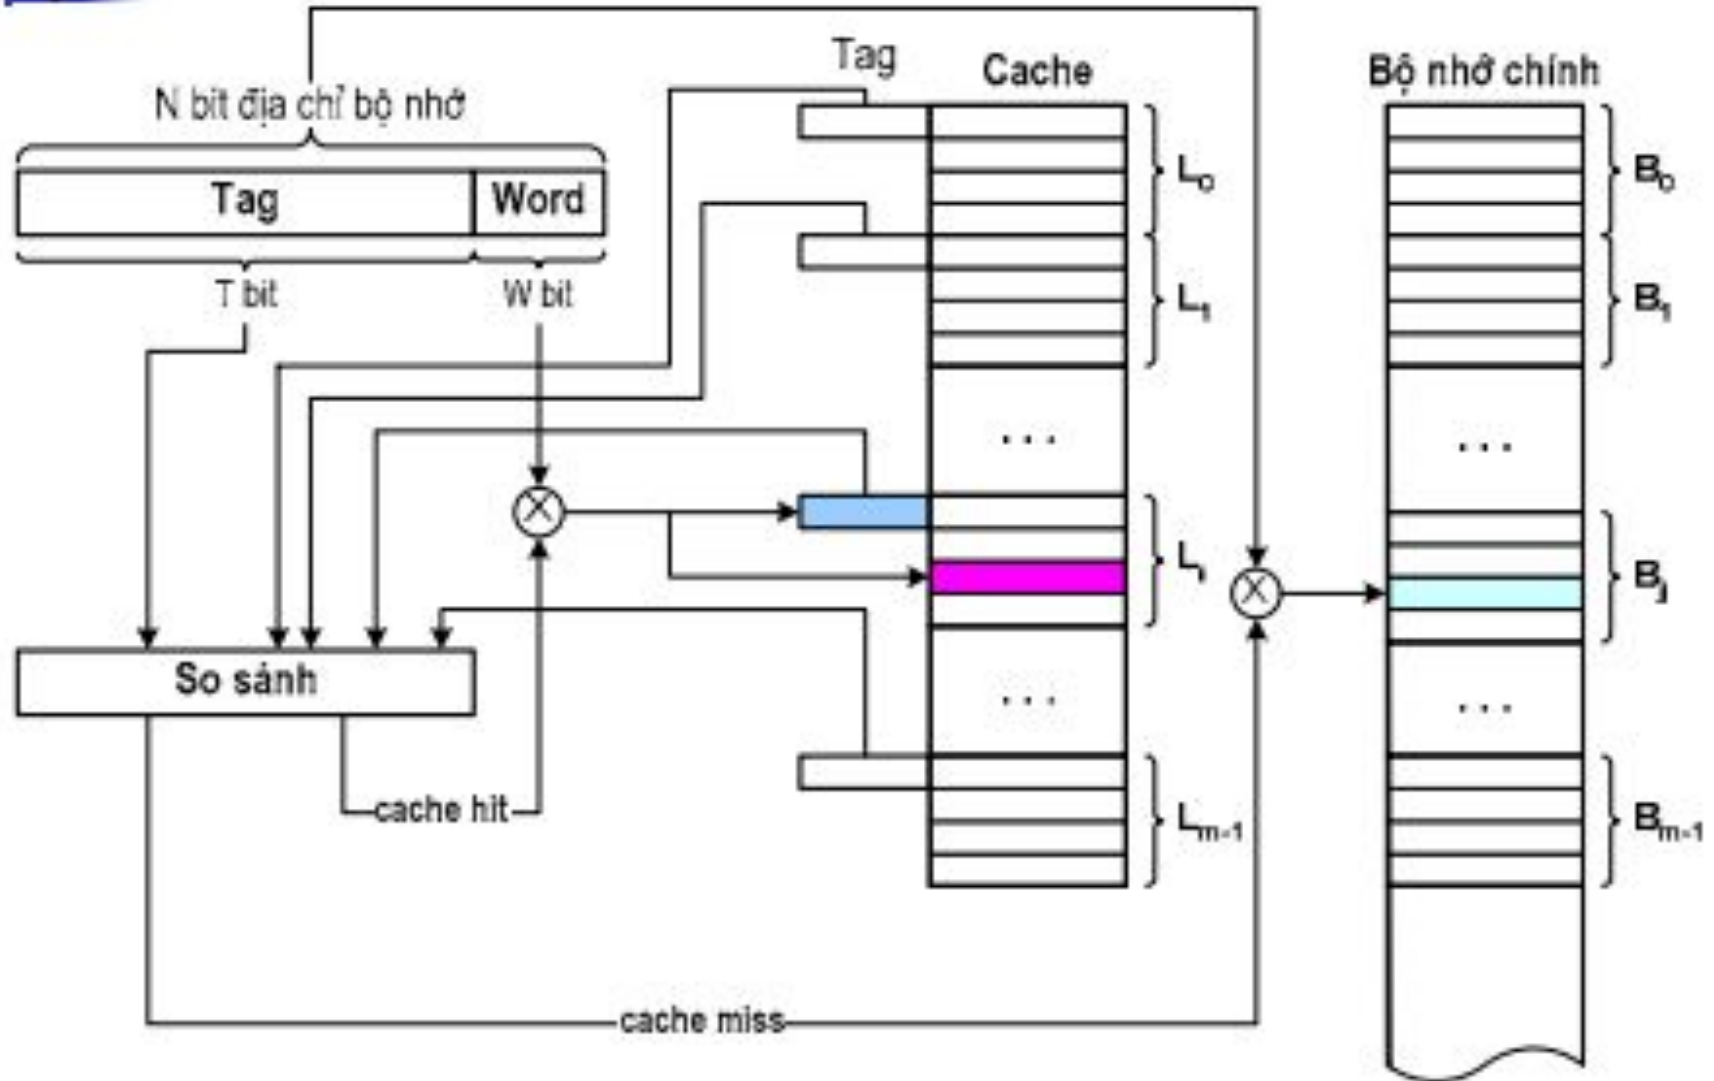 Tag
Cache
Bộ nhớ chính
N bit địa chỉ bộ nhớ
Tag
Word
T bit
W bit
L0
L1
. . .
Li
. . .
Lm-1
B0
B1
. . .
Bj
. . .
Bm-1
So sánh
cache hit
cache miss